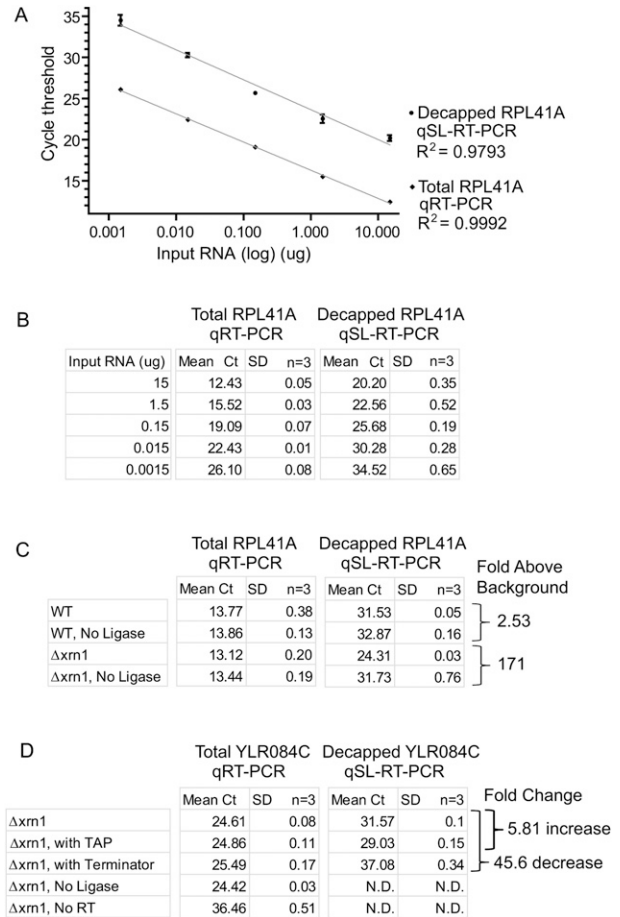 A
35
30
25
20
15
Cycle threshold
0.001 0.010 0.100 1.000 10.000
Input RNA (log) (ug)
Decapped RPL41A
qSL-RT-PCR
R² = 0.9793
Total RPL41A
qRT-PCR
R² = 0.9992
B
Total RPL41A Decapped RPL41A
qRT-PCR qSL-RT-PCR
Input RNA (ug) Mean Ct SD n=3 Mean Ct SD n=3
15 12.43 0.05 20.20 0.35
1.5 15.52 0.03 22.56 0.52
0.15 19.09 0.07 25.68 0.19
0.015 22.43 0.01 30.28 0.28
0.0015 26.10 0.08 34.52 0.65
C
Total RPL41A Decapped RPL41A
qRT-PCR qSL-RT-PCR
Fold Above
Background
Mean Ct SD n=3 Mean Ct SD n=3
WT 13.77 0.38 31.53 0.05
WT, No Ligase 13.86 0.13 32.87 0.16
2.53
Δxrn1 13.12 0.20 24.31 0.03
Δxrn1, No Ligase 13.44 0.19 31.73 0.76
171
D
Total YLR084C Decapped YLR084C
qRT-PCR qSL-RT-PCR
Mean Ct SD n=3 Mean Ct SD n=3 Fold Change
Δxrn1 24.61 0.08 31.57 0.1
Δxrn1, with TAP 24.86 0.11 29.03 0.15
5.81 increase
Δxrn1, with Terminator 25.49 0.17 37.08 0.34
45.6 decrease
Δxrn1, No Ligase 24.42 0.03 N.D. N.D.
Δxrn1, No RT 36.46 0.51 N.D. N.D.